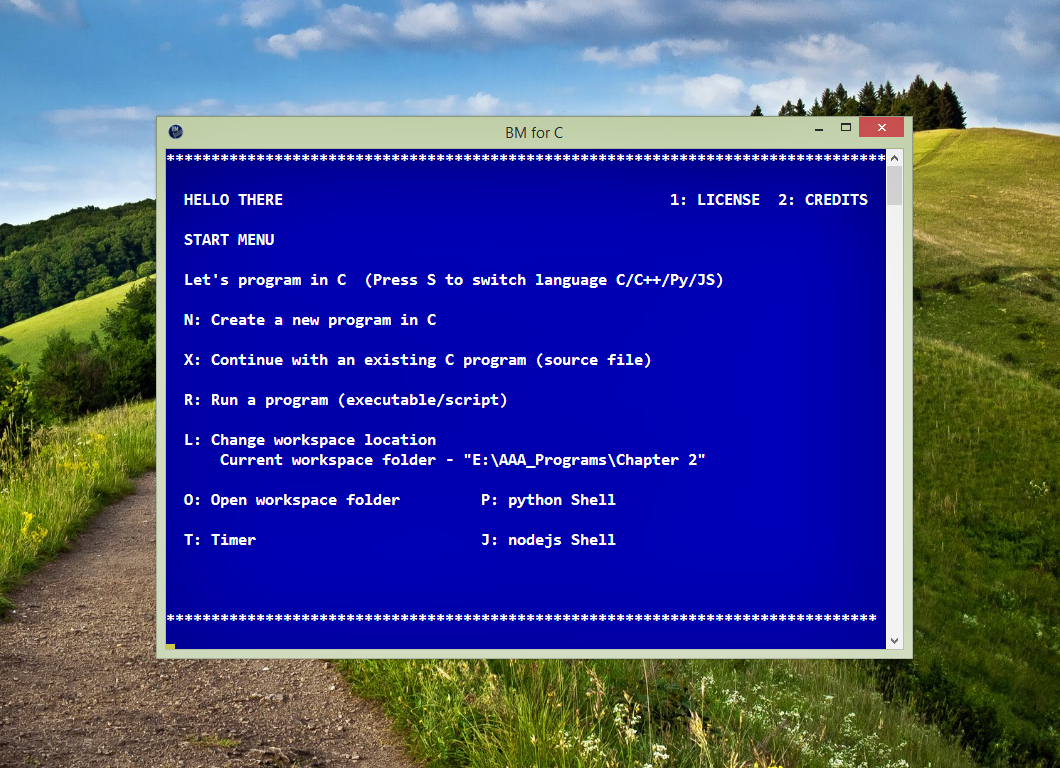 BM for C
********************************************************************************
HELLO THERE 1: LICENSE 2: CREDITS
START MENU
Let's program in C (Press S to switch language C/C++/Py/JS)
N: Create a new program in C
X: Continue with an existing C program (source file)
R: Run a program (executable/script)
L: Change workspace location
Current workspace folder - "E:\AAA_Programs\Chapter 2"
O: Open workspace folder P: python Shell
T: Timer J: nodejs Shell
*******************************************************************************